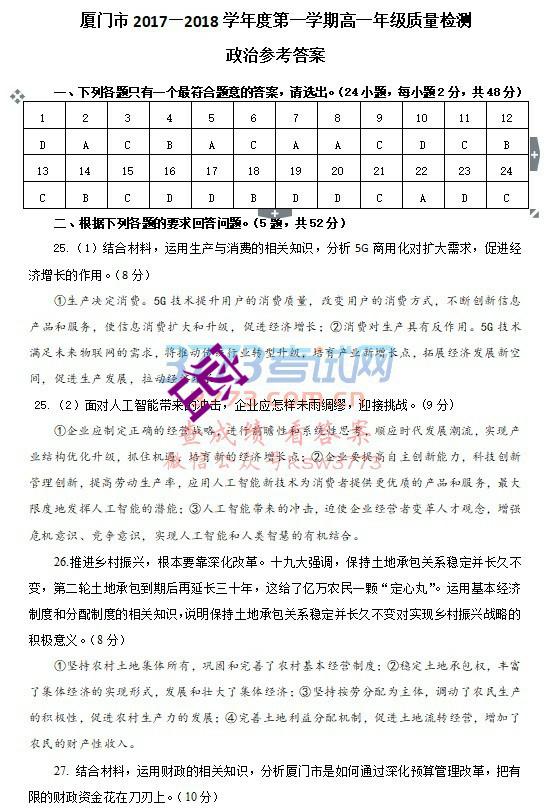 厦门市 2017—2018 学年度第一学期高一年级质量检测
政治参考答案
一、下列各题只有一个最符合题意的答案，请选出。(24 小题，每小题 2 分，共 48 分)
1 2 3 4 5 6 7 8 9 10 11 12
D A C B A C A A C D C B
13 14 15 16 17 18 19 20 21 22 23 24
C B C D D B D D C A D C
二、根据下列各题的要求回答问题。(5 题，共 52 分)
25.（1）结合材料，运用生产与消费的相关知识，分析 5G 商用化对扩大需求，促进经
济增长的作用。（8 分）
①生产决定消费。5G 技术提升用户的消费质量，改变用户的消费方式，不断创新信息
产品和服务，使信息消费扩大和升级，促进经济增长；②消费对生产具有反作用。5G 技术
满足未来物联网的需求，将推动传统行业转型升级，培育产业新增长点，拓展经济发展新空
间，促进生产发展，拉动经济
25.（2）面对人工智能带来的冲击，企业应怎样未雨绸缪，迎接挑战。（9 分）
①企业应制定正确的经营战略，进行前瞻性和系统性思考，顺应时代发展潮流，实现产
业结构优化升级，抓住机遇，培育新的经济增长点；②企业要提高自主创新能力，科技创新
管理创新，提高劳动生产率，应用人工智能新技术为消费者提供更优质的产品和服务，最大
限度地发挥人工智能的潜能；③人工智能带来的冲击，迫使企业经营者变革人才观念，增强
危机意识、竞争意识，实现人工智能和人类智慧的有机结合。
26.推进乡村振兴，根本要靠深化改革。十九大强调，保持土地承包关系稳定并长久不
变，第二轮土地承包到期后再延长三十年，这给了亿万农民一颗“定心丸”。运用基本经济
制度和分配制度的相关知识，说明保持土地承包关系稳定并长久不变对实现乡村振兴战略的
积极意义。（8 分）
①坚持农村土地集体所有，巩固和完善了农村基本经营制度；②稳定土地承包权，丰富
了集体经济的实现形式，发展和壮大了集体经济；③坚持按劳分配为主体，调动了农民生产
的积极性，促进农村生产力的发展；④完善土地利益分配机制，促进土地流转经营，增加了
农民的财产性收入。
27. 结合材料，运用财政的相关知识，分析厦门市是如何通过深化预算管理改革，把有
限的财政资金花在刀刃上。（10 分）
3773考试网
密
3773.com.cn
查成绩 看答案
微信公众号KSW3773